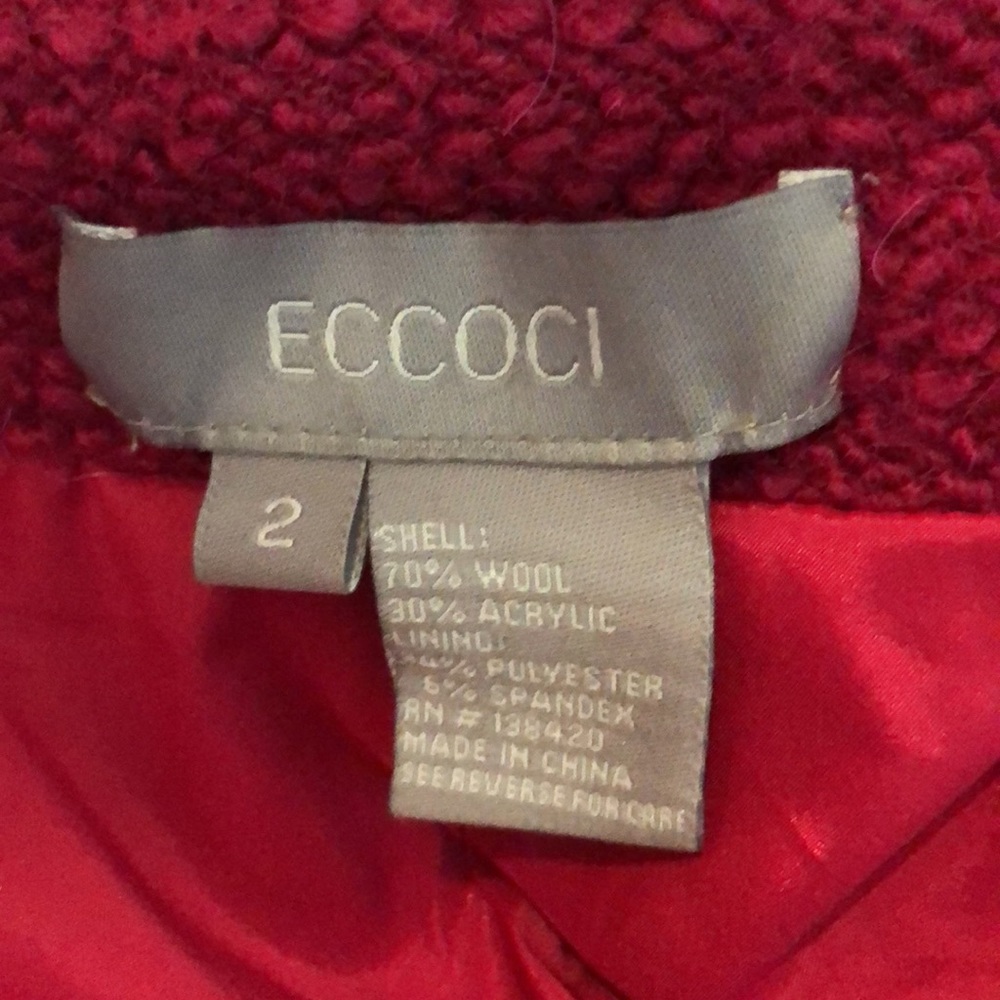 ECCOCI
2
SHELL:
70% WOOL
30% ACRYLIC
LINING:
POLYESTER
6% SPANDEX
RN # 138420
MADE IN CHINA
SEE REVERSE FOR CARE